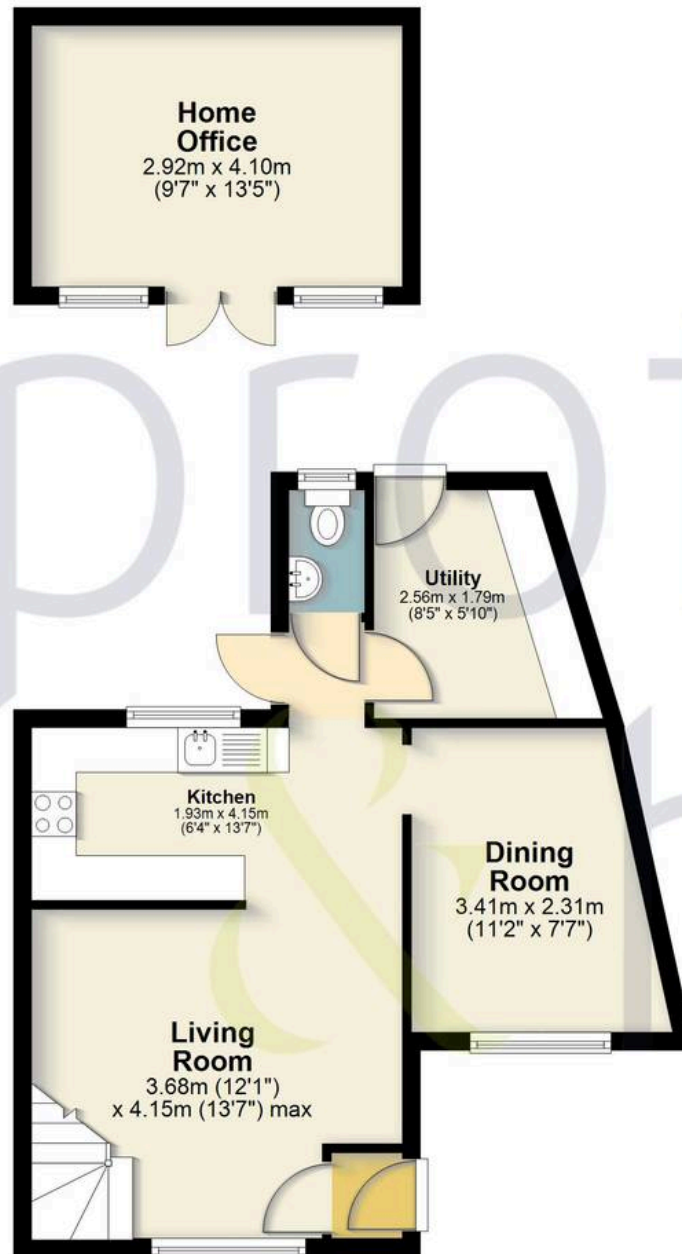 Home
Office
2.92m x 4.10m
(9'7" x 13'5")
Utility
2.56m x 1.79m
(8'5" x 5'10")
Kitchen
1.93m x 4.15m
(6'4" x 13'7")
Dining
Room
3.41m x 2.31m
(11'2" x 7'7")
Living
Room
3.68m (12'1")
x 4.15m (13'7") max